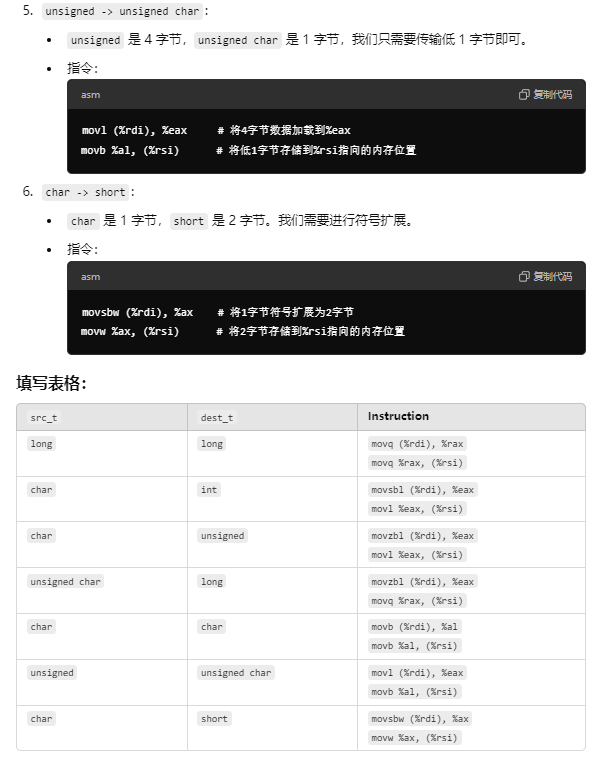 5. unsigned -> unsigned char：
• unsigned 是 4 字节，unsigned char 是 1 字节，我们只需要传输低 1 字节即可。
• 指令：
asm 复制代码
movl (%rdi), %eax # 将4字节数据加载到%eax
movb %al, (%rsi) # 将低1字节存储到%rsi指向的内存位置
6. char -> short：
• char 是 1 字节，short 是 2 字节。我们需要进行符号扩展。
• 指令：
asm 复制代码
movsbw (%rdi), %ax # 将1字节符号扩展为2字节
movw %ax, (%rsi) # 将2字节存储到%rsi指向的内存位置
填写表格：
src_t dest_t Instruction
long long movq (%rdi), %rax
movq %rax, (%rsi)
char int movsbl (%rdi), %eax
movl %eax, (%rsi)
char unsigned movzbl (%rdi), %eax
movl %eax, (%rsi)
unsigned char long movzbl (%rdi), %eax
movq %rax, (%rsi)
char char movb (%rdi), %al
movb %al, (%rsi)
unsigned unsigned char movl (%rdi), %eax
movb %al, (%rsi)
char short movsbw (%rdi), %ax
movw %ax, (%rsi)